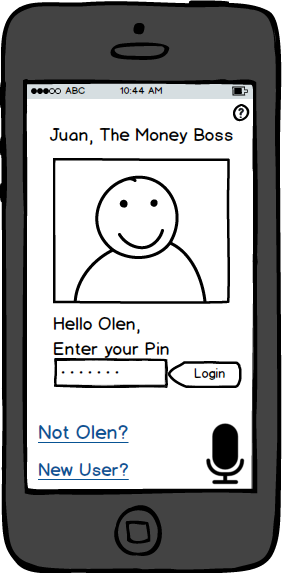 ABC 10:44 AM
?
Juan, The Money Boss
Hello Olen,
Enter your Pin
.......
Login
Not Olen?
New User?